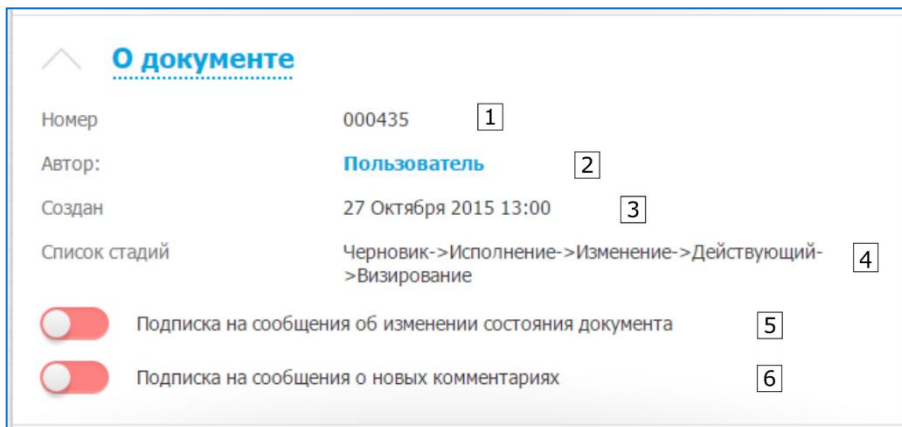 О документе
Номер 000435 1
Автор: Пользователь 2
Создан 27 Октября 2015 13:00 3
Список стадий Черновик->Исполнение->Изменение->Действующий- 4
>Визирование
Подписка на сообщения об изменении состояния документа 5
Подписка на сообщения о новых комментариях 6